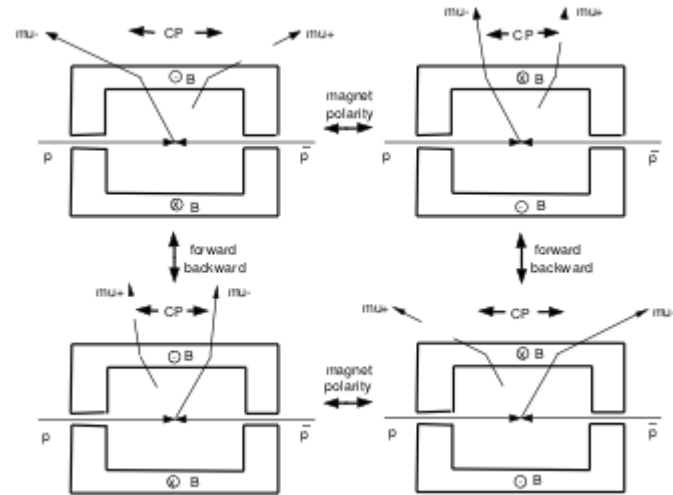 mu- CP mu+
B
p p̄
B
magnet
polarity
mu- CP mu+
B
p p̄
B
forward
backward
forward
backward
mu+ CP mu-
B
p p̄
B
magnet
polarity
mu+ CP mu-
B
p p̄
B